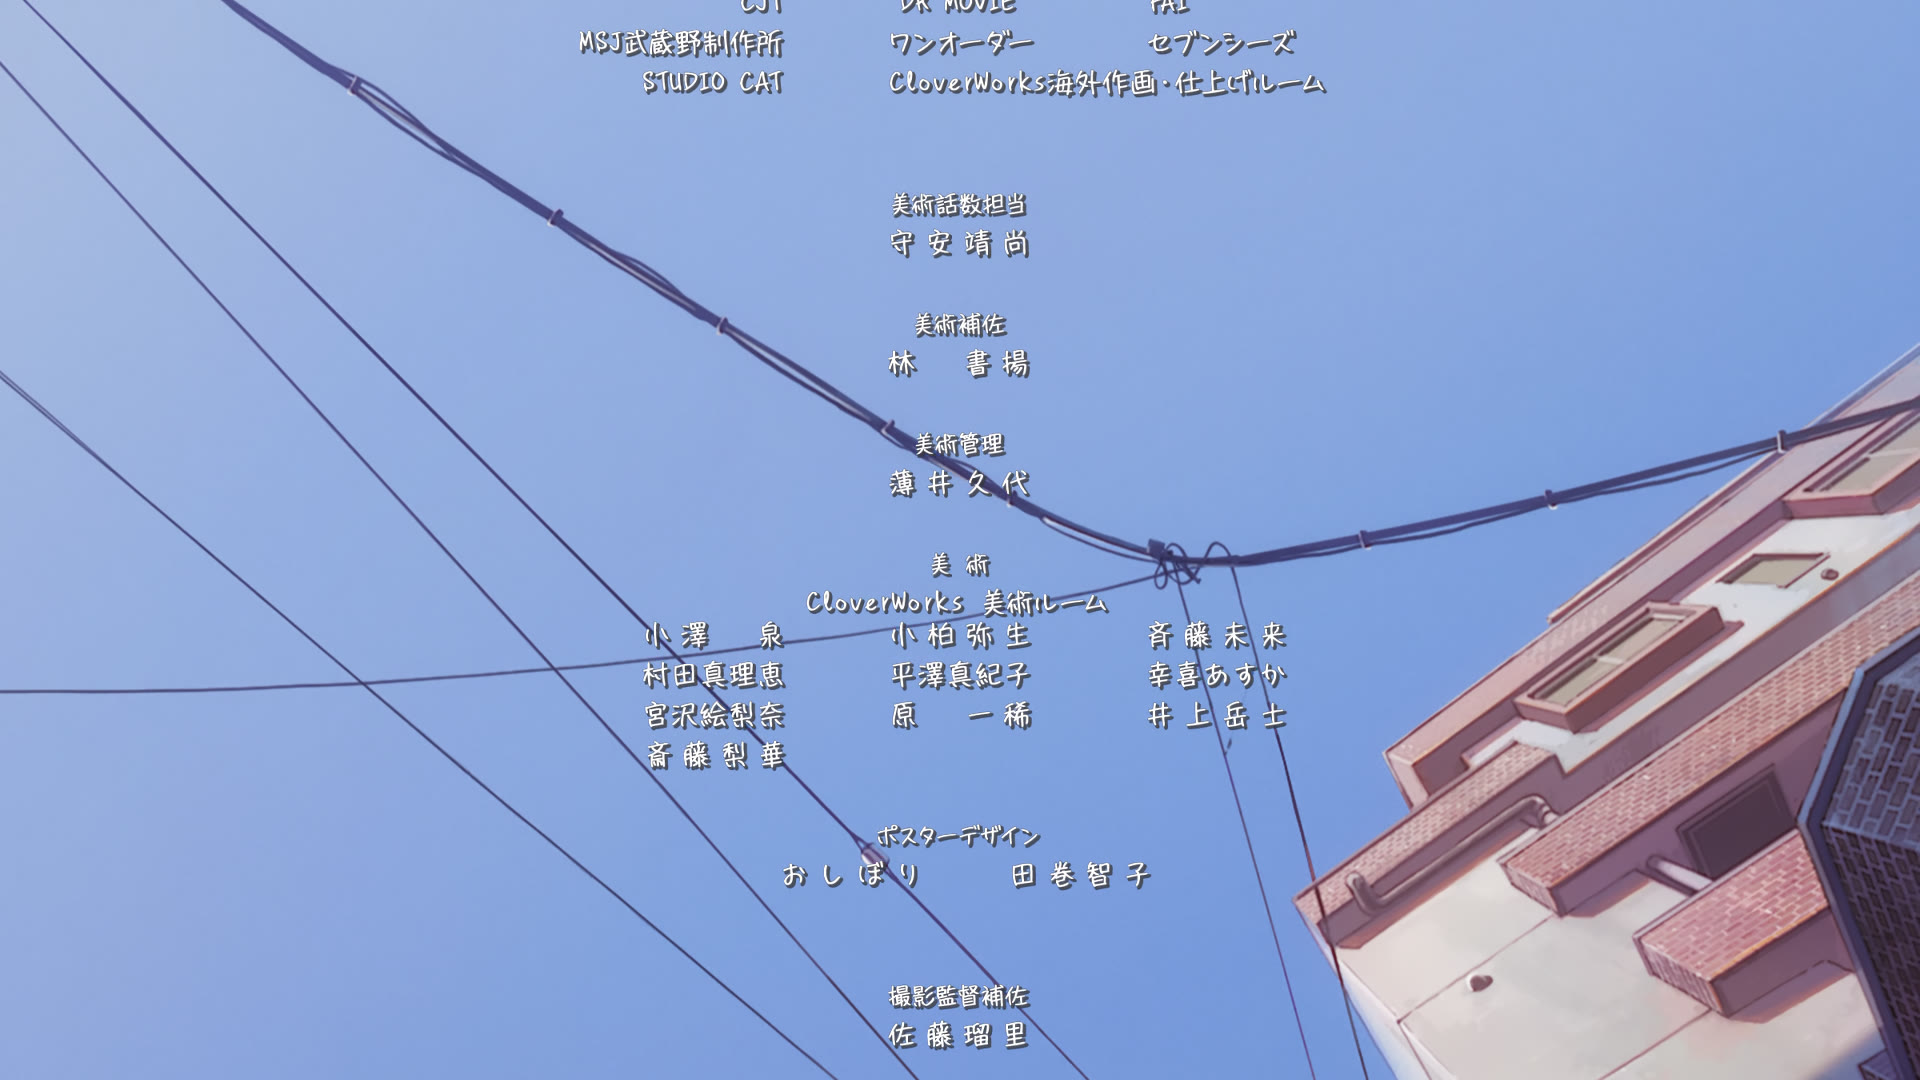 CJT DR MOVIE PAI
MSJ武蔵野制作所 ワンオーダー セブンシーズ
STUDIO CAT CloverWorks海外作画・仕上げルーム
美術話数担当
守安靖尚
美術補佐
林 書揚
美術管理
薄井久代
美術
CloverWorks 美術ルーム
小澤 泉 小柏弥生 斉藤未来
村田真理恵 平澤真紀子 幸喜あすか
宮沢絵梨奈 原 一稀 井上岳士
斎藤梨華
ポスターデザイン
おしぼり 田巻智子
撮影監督補佐
佐藤瑠里